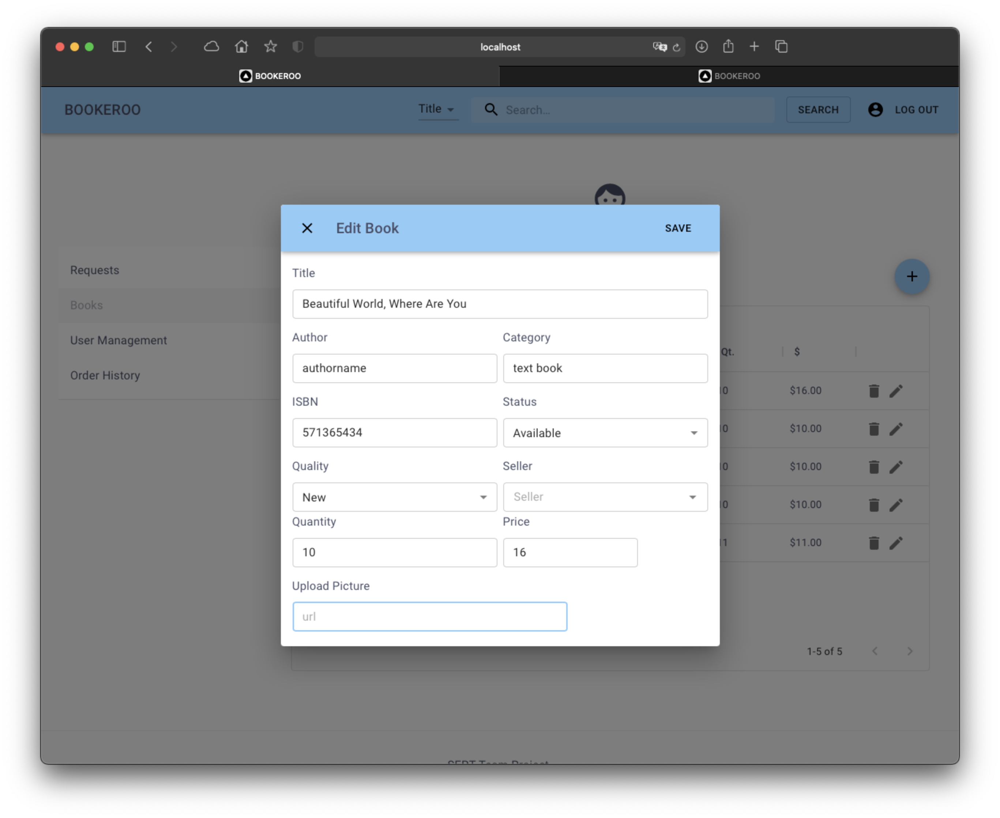 localhost
BOOKEROO BOOKEROO
BOOKEROO Title Search... SEARCH LOG OUT
Edit Book SAVE
Requests
Books
User Management
Order History
Title
Beautiful World, Where Are You
Author Category
authorname text book
ISBN Status
571365434 Available
Quality Seller
New Seller
Quantity Price
10 16
Upload Picture
url
Qt. $
0 $16.00
0 $10.00
0 $10.00
0 $10.00
1 $11.00
1-5 of 5
SEPT Team Project